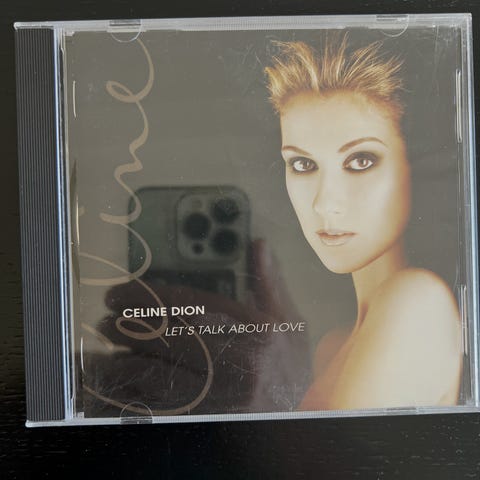 Céline
CELINE DION
LET'S TALK ABOUT LOVE